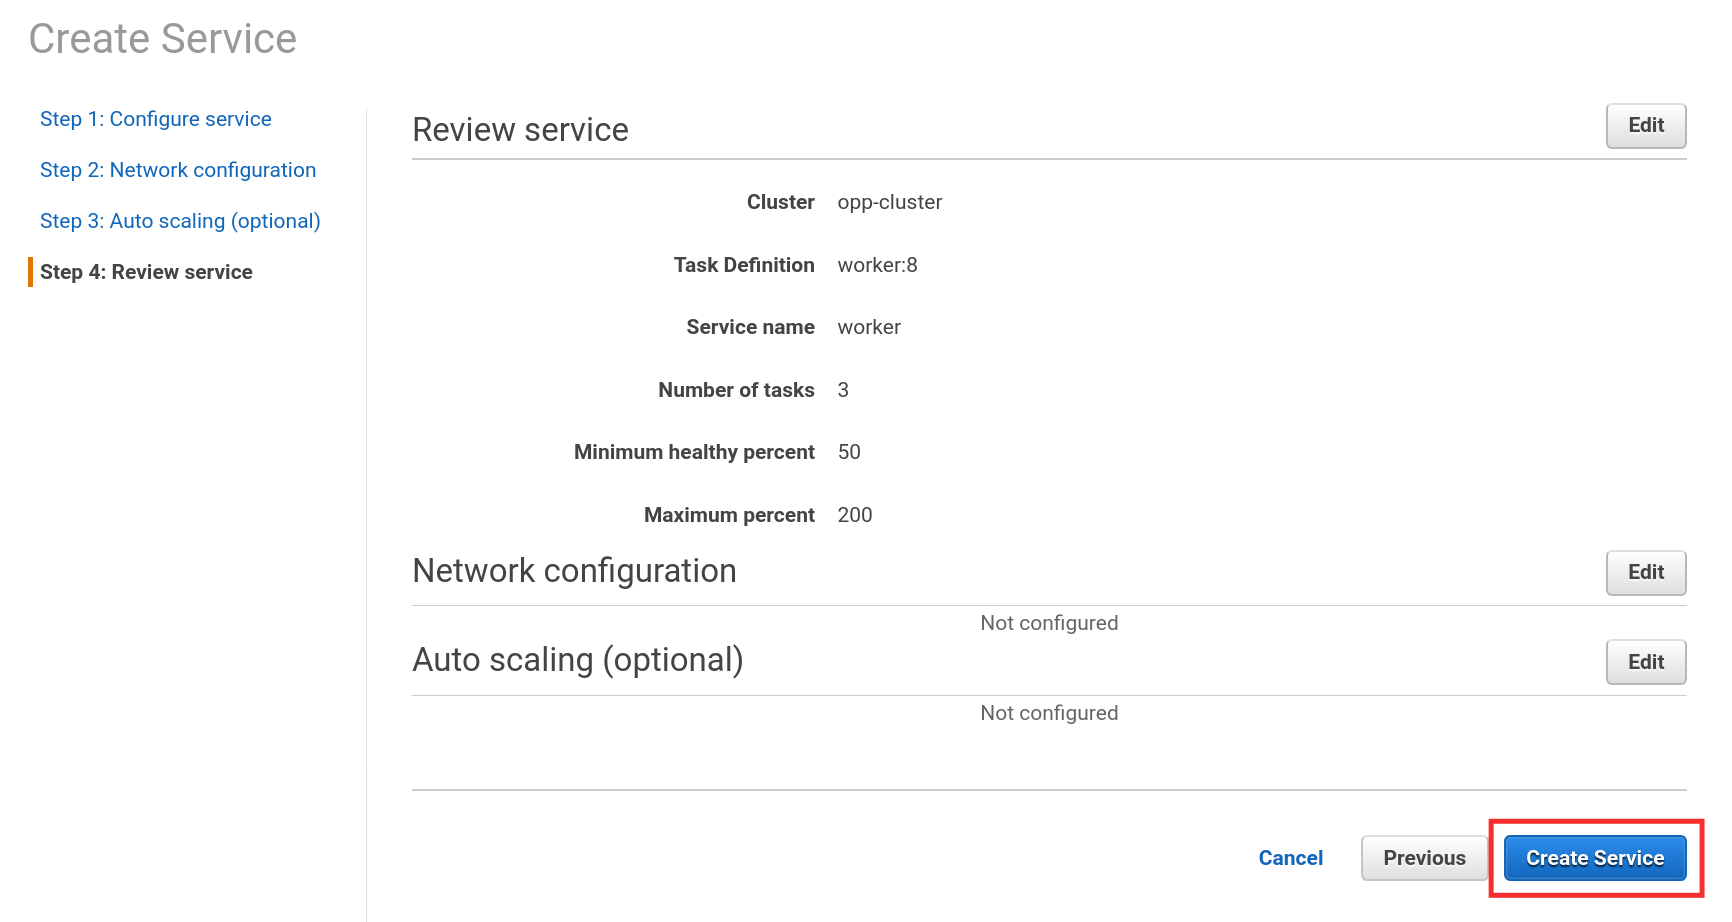 Create Service
Step 1: Configure service
Step 2: Network configuration
Step 3: Auto scaling (optional)
Step 4: Review service
Review service
Edit
Cluster opp-cluster
Task Definition worker:8
Service name worker
Number of tasks 3
Minimum healthy percent 50
Maximum percent 200
Network configuration
Edit
Not configured
Auto scaling (optional)
Edit
Not configured
Cancel Previous Create Service